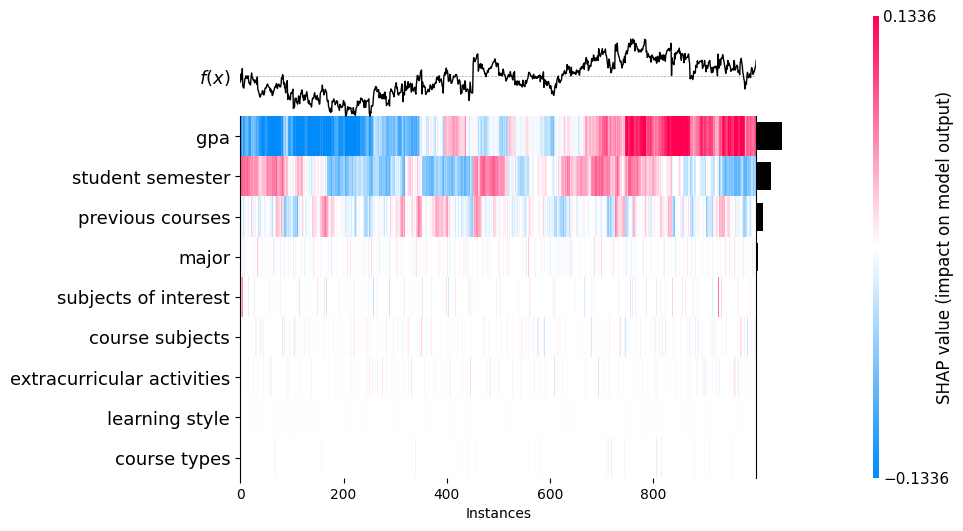 0.1336
f(x)
gpa
student semester
previous courses
major
subjects of interest
course subjects
extracurricular activities
learning style
course types
0 200 400 600 800
Instances
SHAP value (impact on model output)
−0.1336